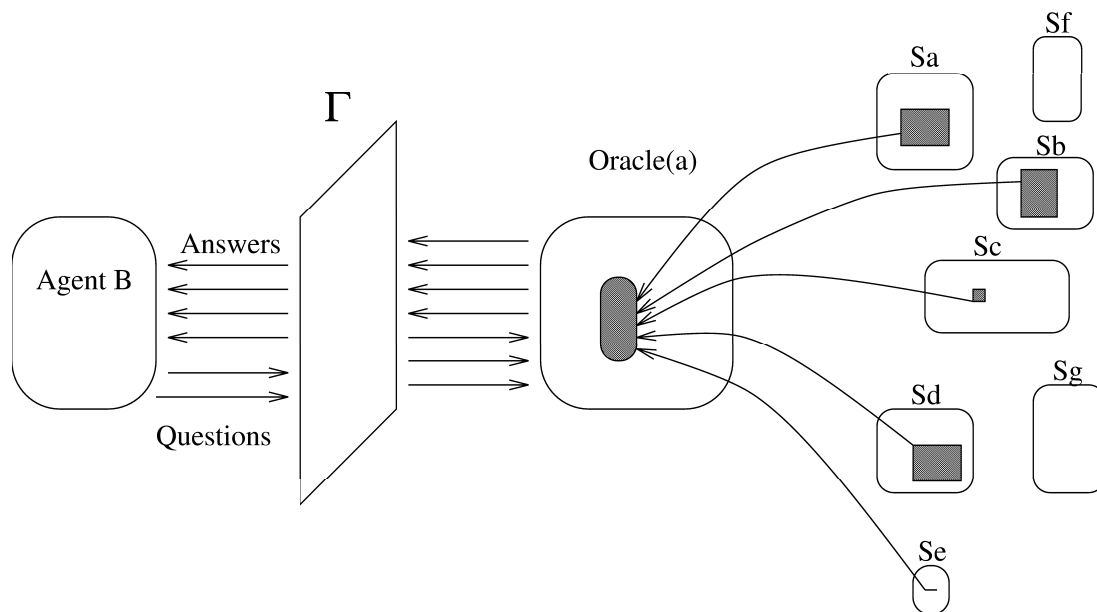 Sf
Sa
Γ
Sb
Oracle(a)
Answers
Sc
Agent B
Sg
Sd
Questions
Se